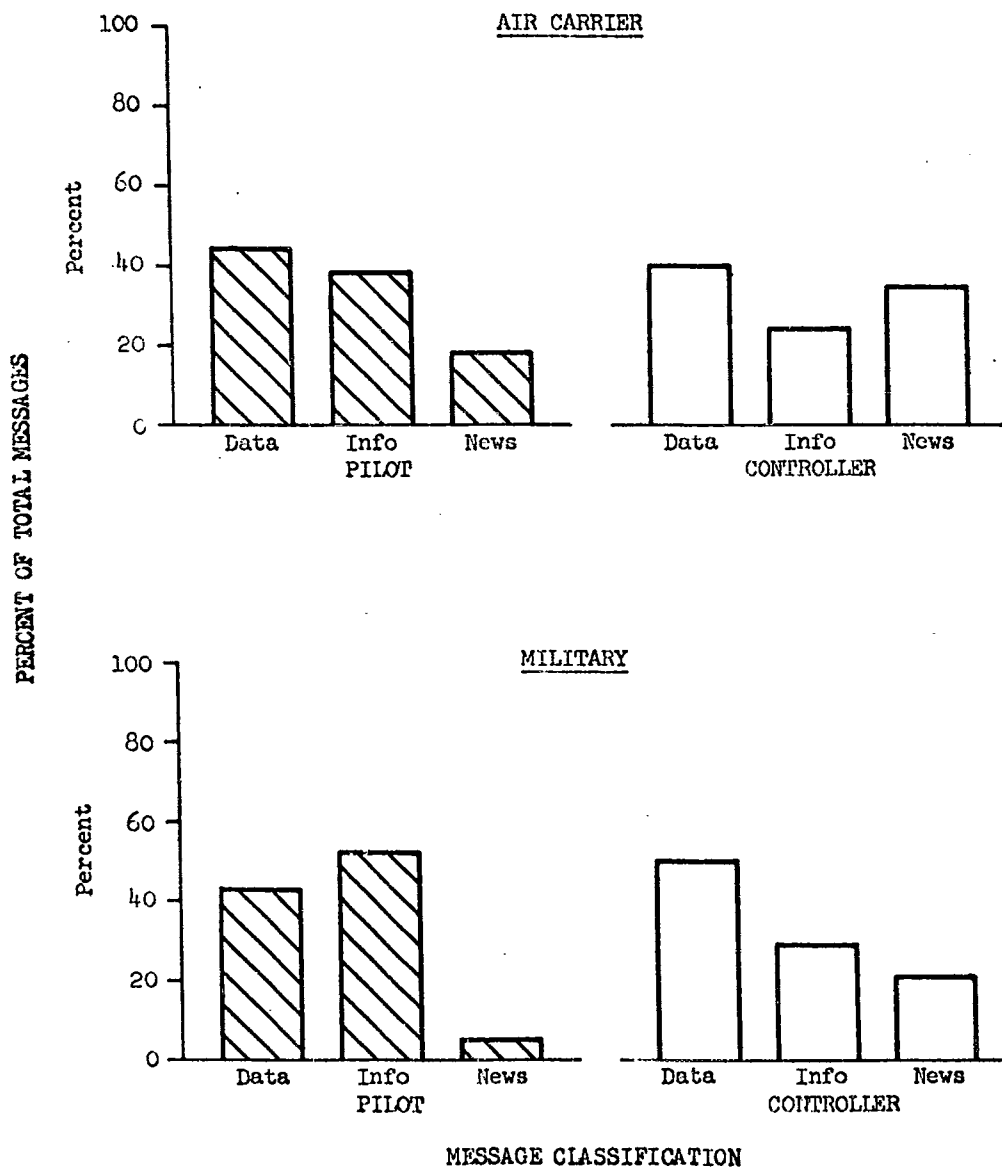 AIR CARRIER
100
80
60
40
20
0
Percent
Data Info News
PILOT
Data Info News
CONTROLLER
PERCENT OF TOTAL MESSAGES
MILITARY
100
80
60
40
20
0
Percent
Data Info News
PILOT
Data Info News
CONTROLLER
MESSAGE CLASSIFICATION